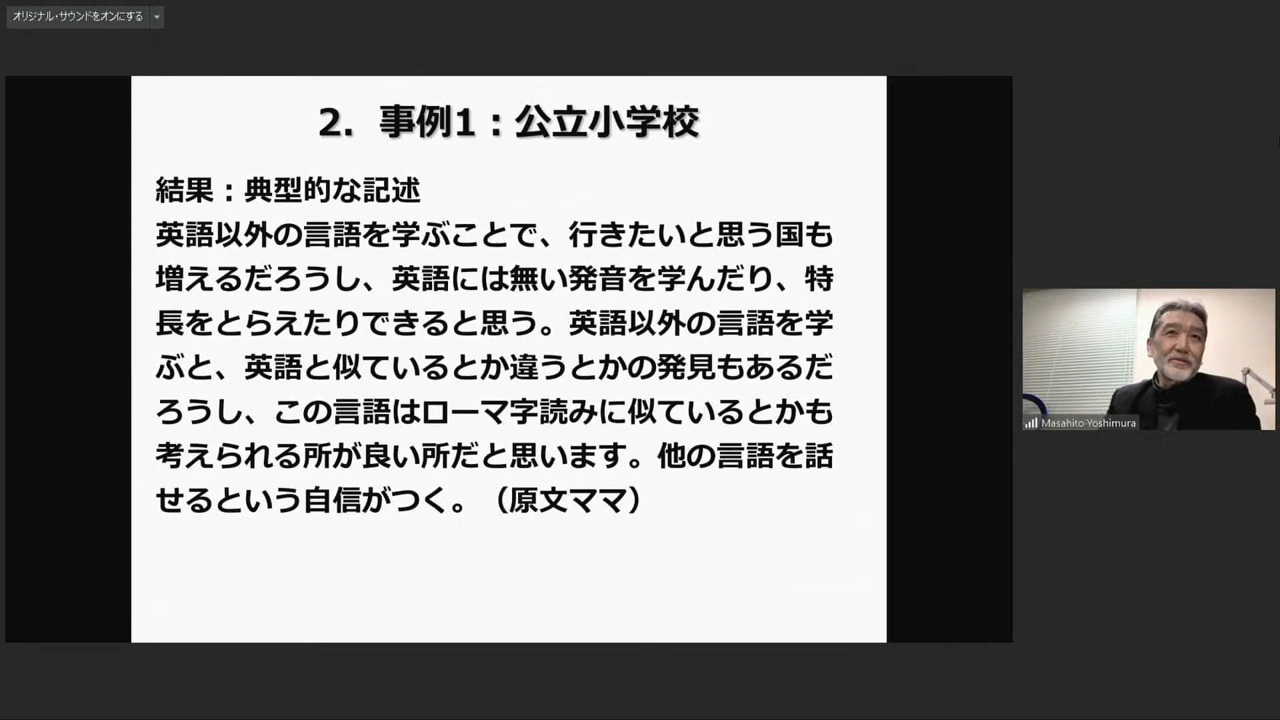 オリジナル・サウンドをオンにする
2. 事例1：公立小学校
結果：典型的な記述
英語以外の言語を学ぶことで、行きたいと思う国も
増えるだろうし、英語には無い発音を学んだり、特
長をとらえたりできると思う。英語以外の言語を学
ぶと、英語と似ているとか違うとかの発見もあるだ
ろうし、この言語はローマ字読みに似ているとかも
考えられる所が良い所だと思います。他の言語を話
せるという自信がつく。（原文ママ）
Masahito Yoshimura